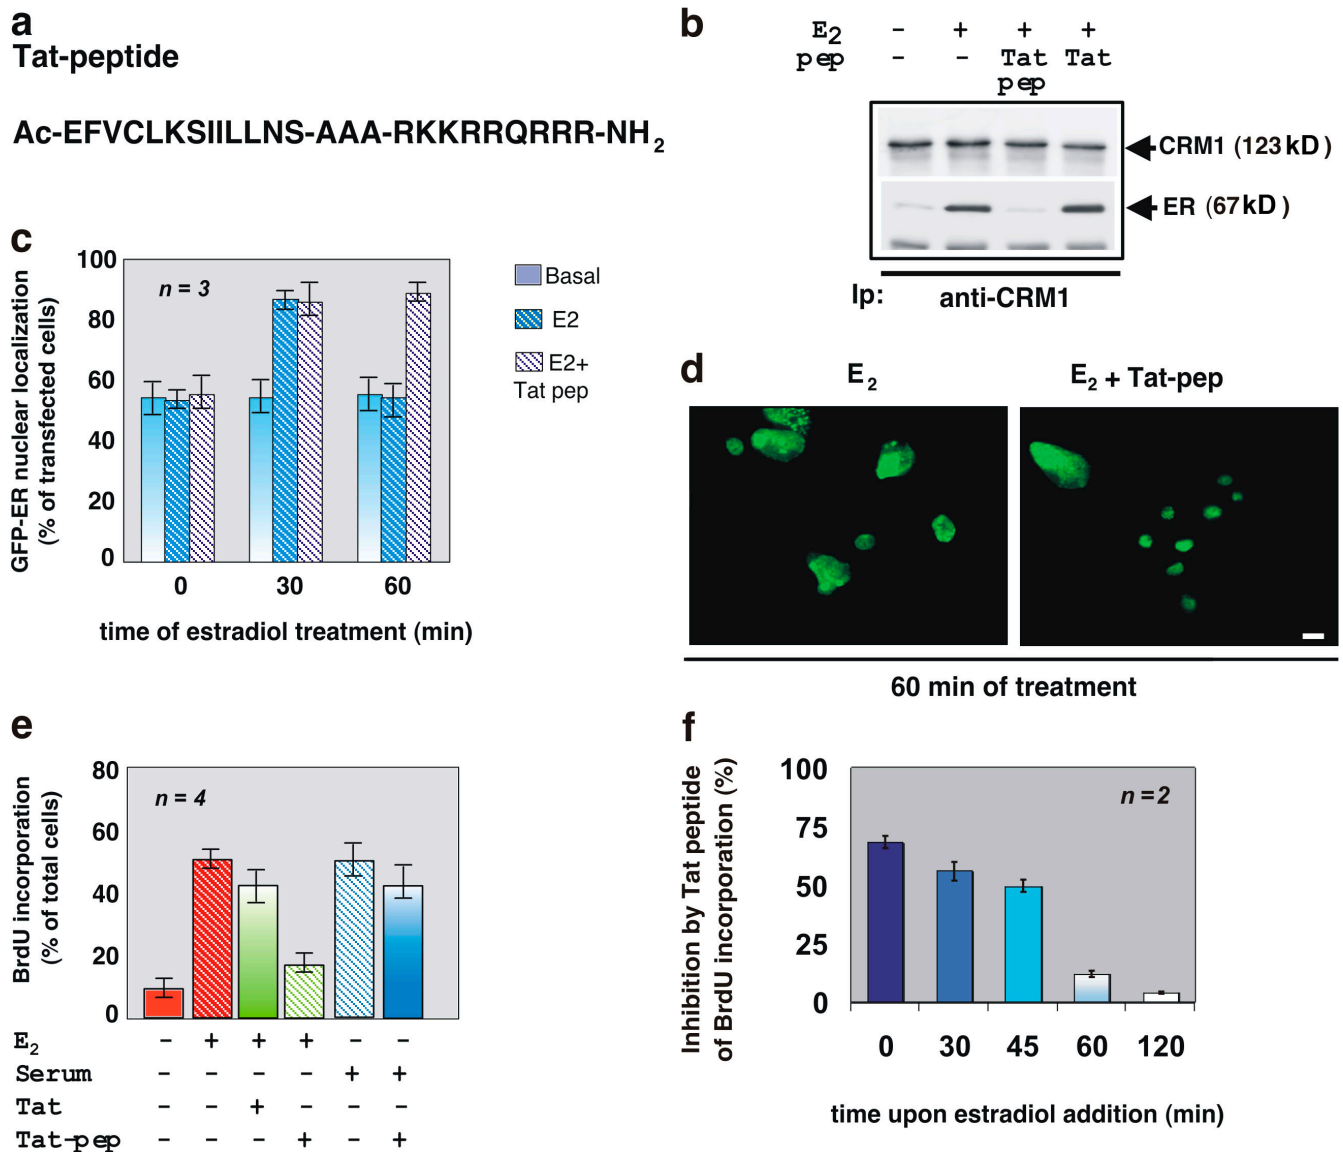 a
Tat-peptide
Ac-EFVCLKSIILLNS-AAA-RKKRRQRRR-NH2
b
E2 - + + +
pep - - Tat Tat
pep
CRM1 (123 kD)
ER (67 kD)
Ip: anti-CRM1
c
GFP-ER nuclear localization
(% of transfected cells)
100
80
60
40
20
0
n = 3
0 30 60
time of estradiol treatment (min)
Basal
E2
E2+
Tat pep
d
E2 E2 + Tat-pep
60 min of treatment
e
BrdU incorporation
(% of total cells)
80
60
40
20
0
n = 4
E2 - + + + - -
Serum - - - - + +
Tat - - + - - -
Tat-pep - - - + - +
f
Inhibition by Tat peptide
of BrdU incorporation (%)
100
75
50
25
0
n = 2
0 30 45 60 120
time upon estradiol addition (min)